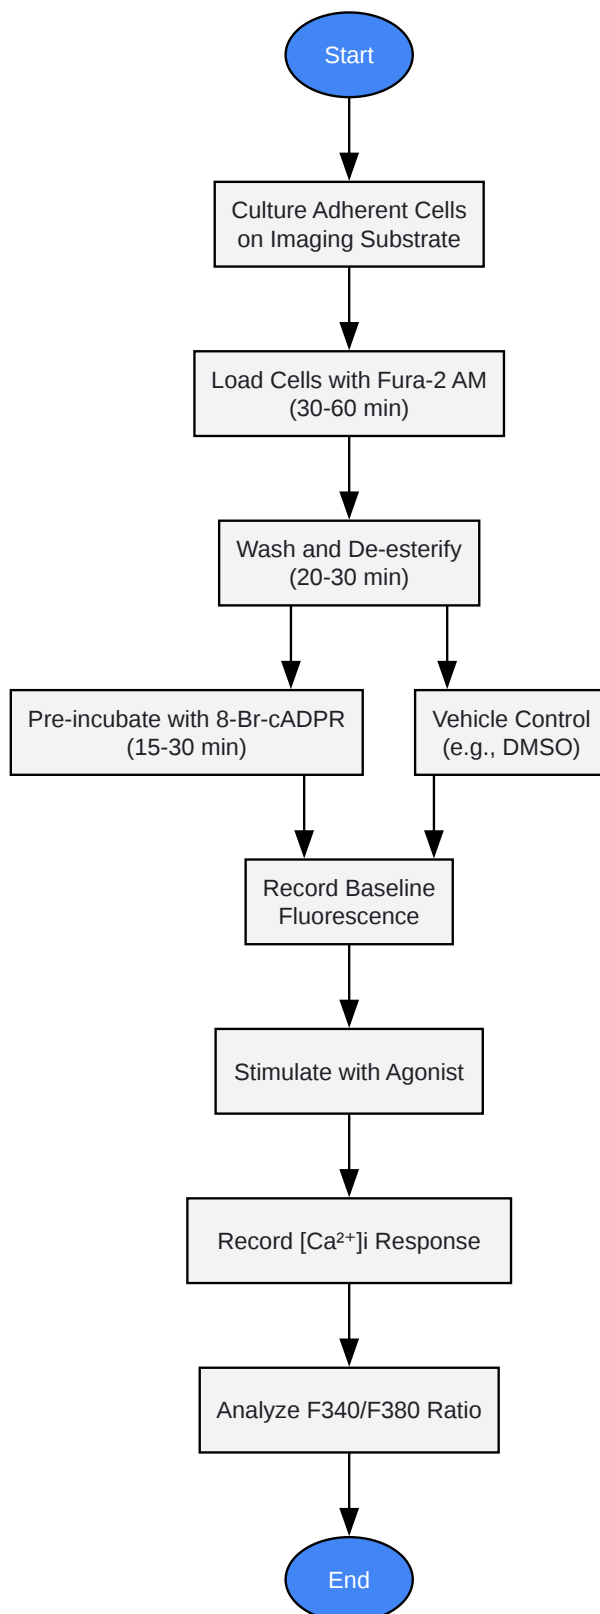 Start
Culture Adherent Cells
on Imaging Substrate
Load Cells with Fura-2 AM
(30-60 min)
Wash and De-esterify
(20-30 min)
Pre-incubate with 8-Br-cADPR
(15-30 min)
Vehicle Control
(e.g., DMSO)
Record Baseline
Fluorescence
Stimulate with Agonist
Record [Ca²⁺]i Response
Analyze F340/F380 Ratio
End